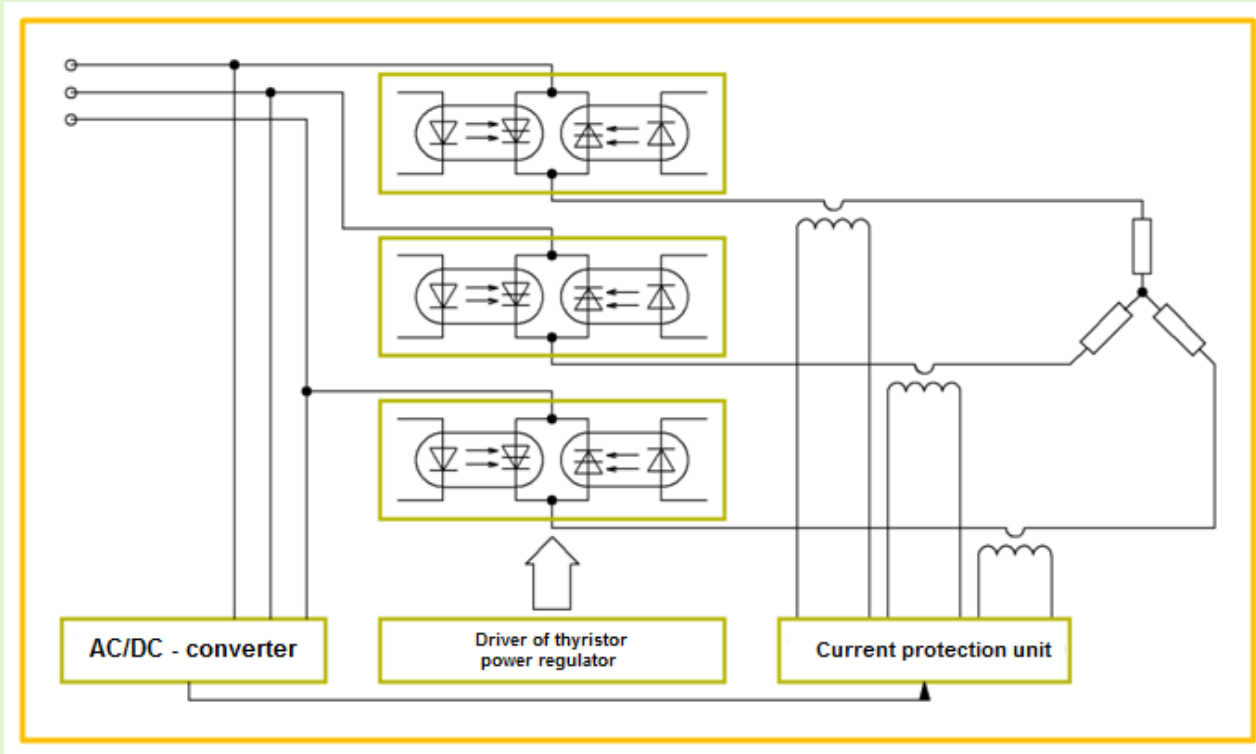 AC/DC - converter
Driver of thyristor
power regulator
Current protection unit